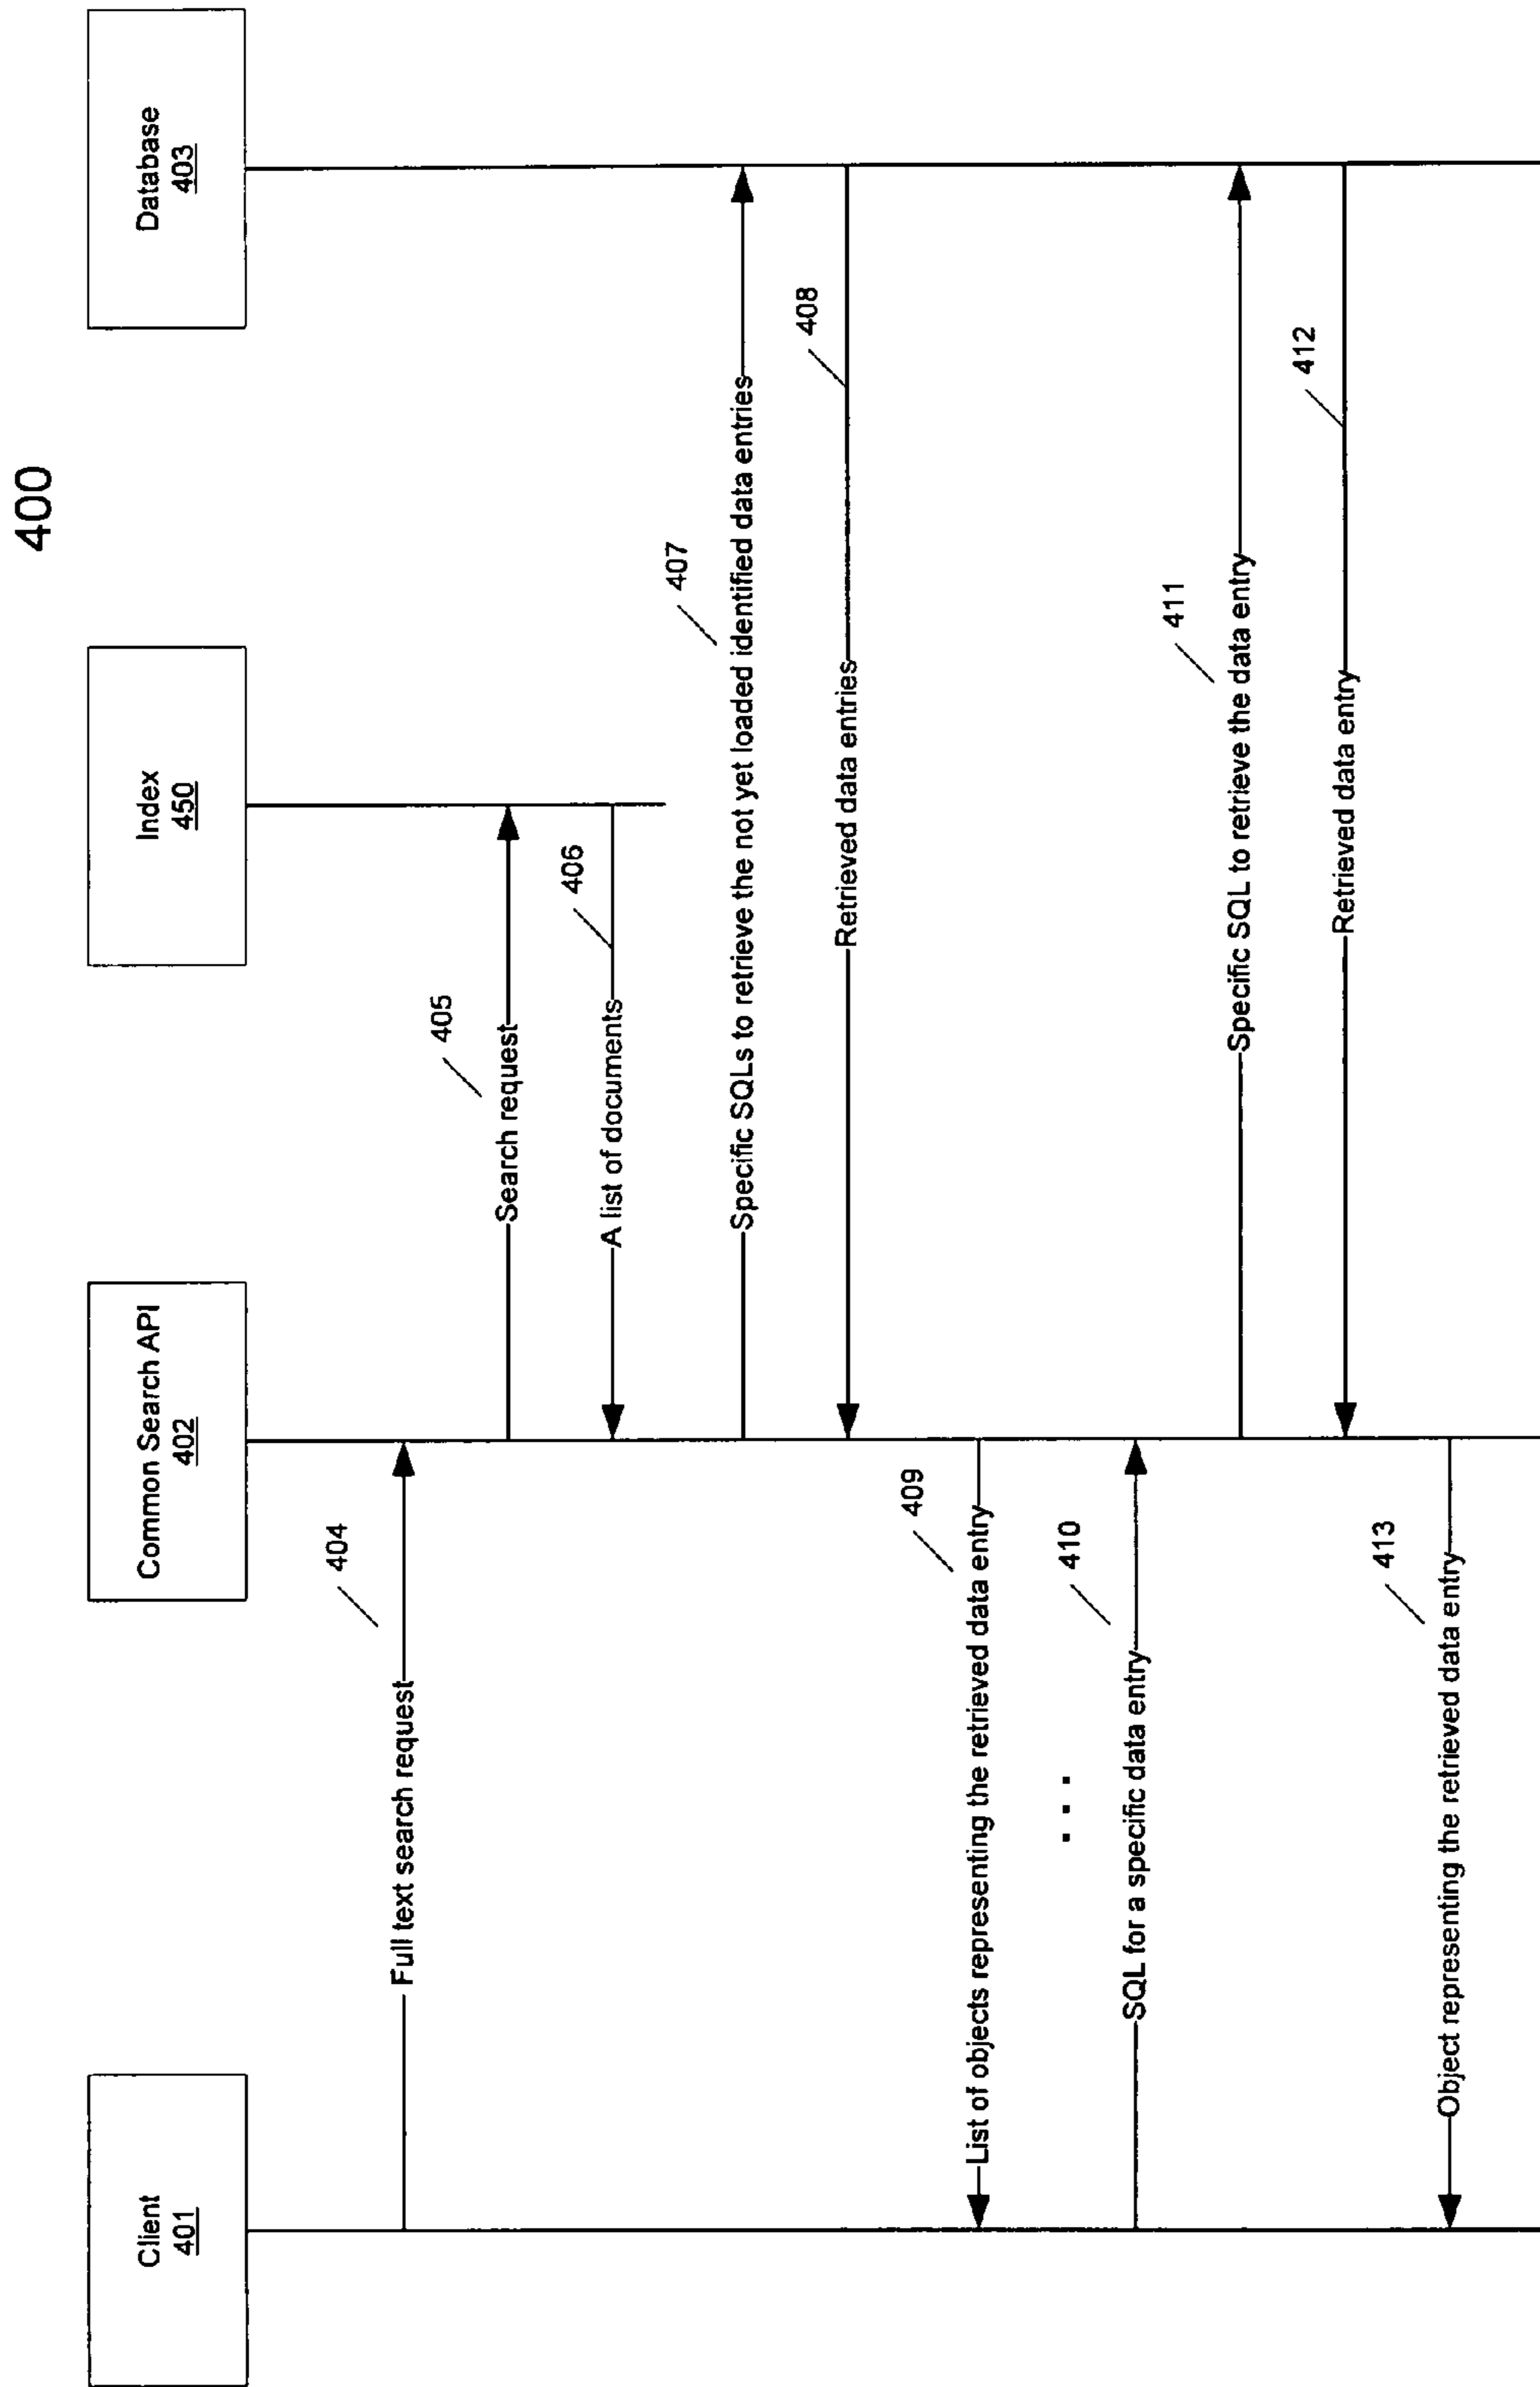 400
Client
401
Common Search API
402
Index
450
Database
403
404
Full text search request
405
Search request
406
A list of documents
407
Specific SQLs to retrieve the not yet loaded identified data entries
408
Retrieved data entries
409
List of objects representing the retrieved data entry
. . .
410
SQL for a specific data entry
411
Specific SQL to retrieve the data entry
412
Retrieved data entry
413
Object representing the retrieved data entry